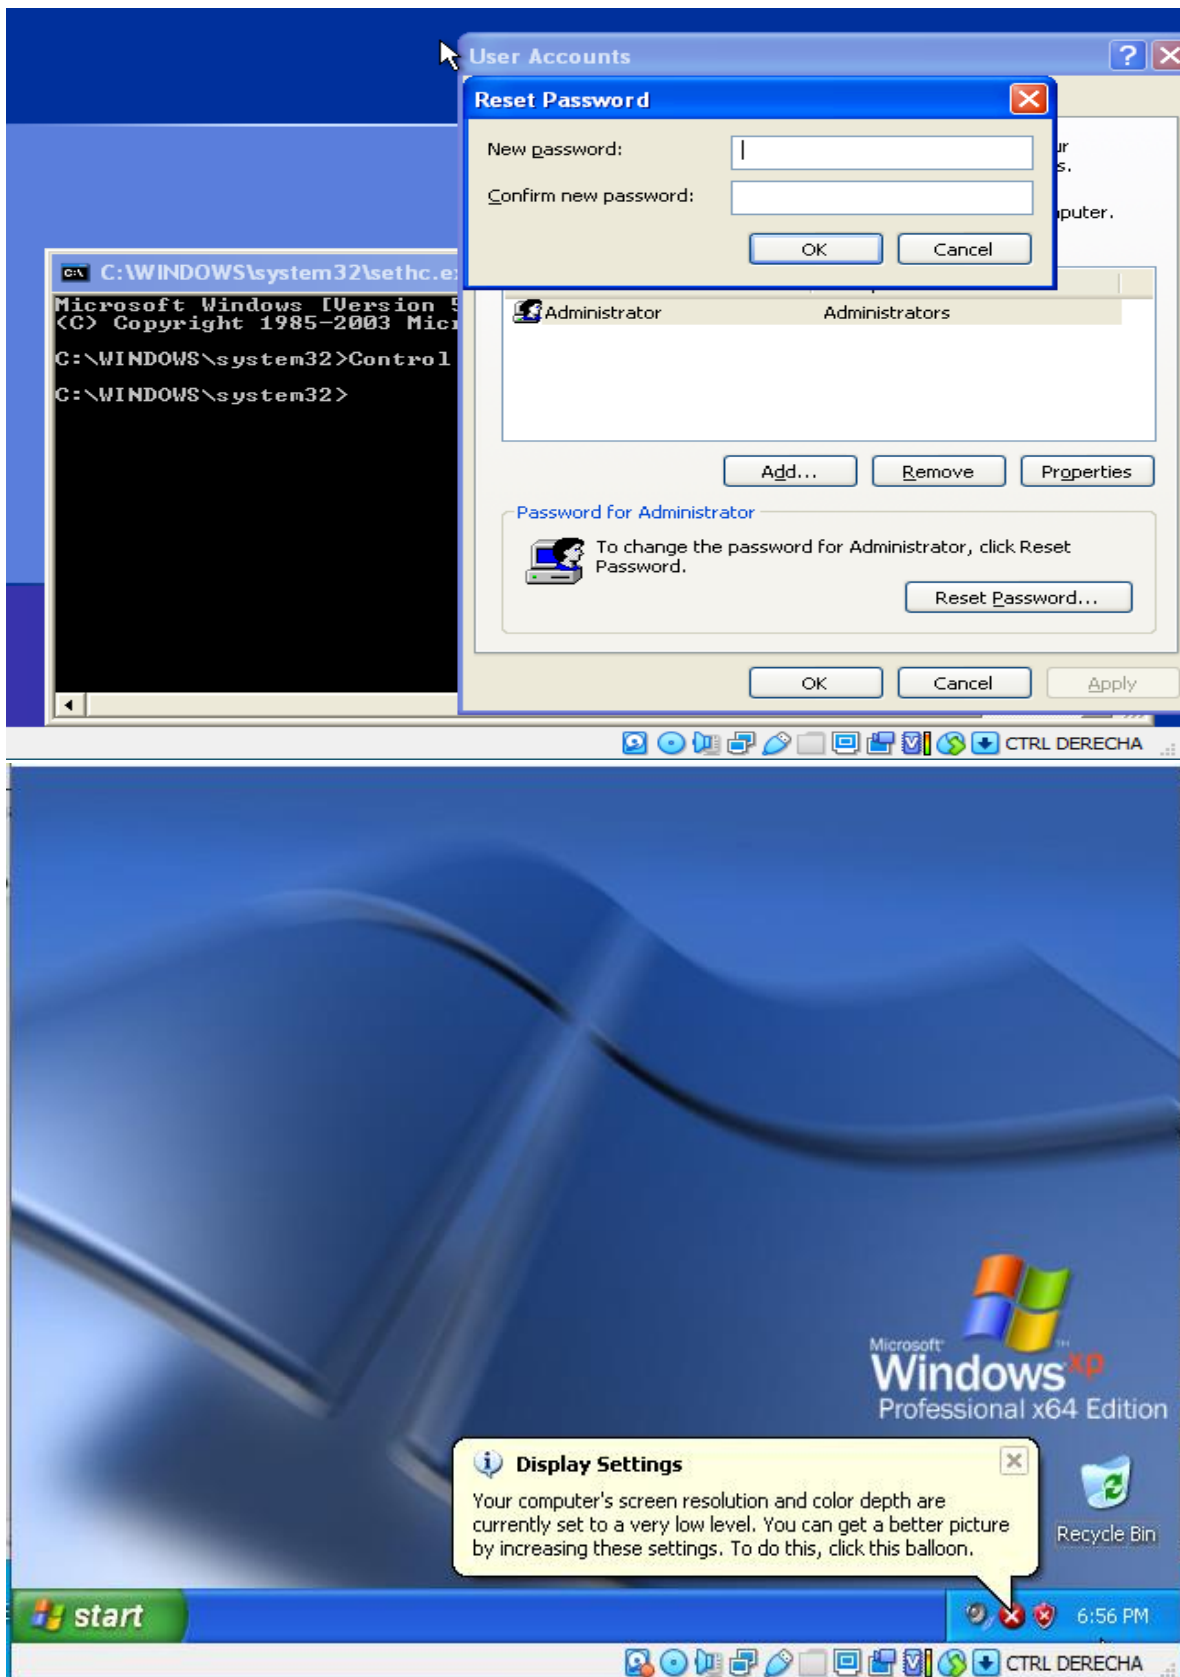 User Accounts
Reset Password
New password:
Confirm new password:
OK Cancel
ur
s.
puter.
C:\WINDOWS\system32\sethc.e
Microsoft Windows [Version 5
(C) Copyright 1985-2003 Micr
C:\WINDOWS\system32>Control
C:\WINDOWS\system32>
Administrator Administrators
Add... Remove Properties
Password for Administrator
To change the password for Administrator, click Reset
Password.
Reset Password...
OK Cancel Apply
CTRL DERECHA
Microsoft
Windows xp
Professional x64 Edition
Display Settings
Your computer's screen resolution and color depth are
currently set to a very low level. You can get a better picture
by increasing these settings. To do this, click this balloon.
Recycle Bin
start 6:56 PM
CTRL DERECHA